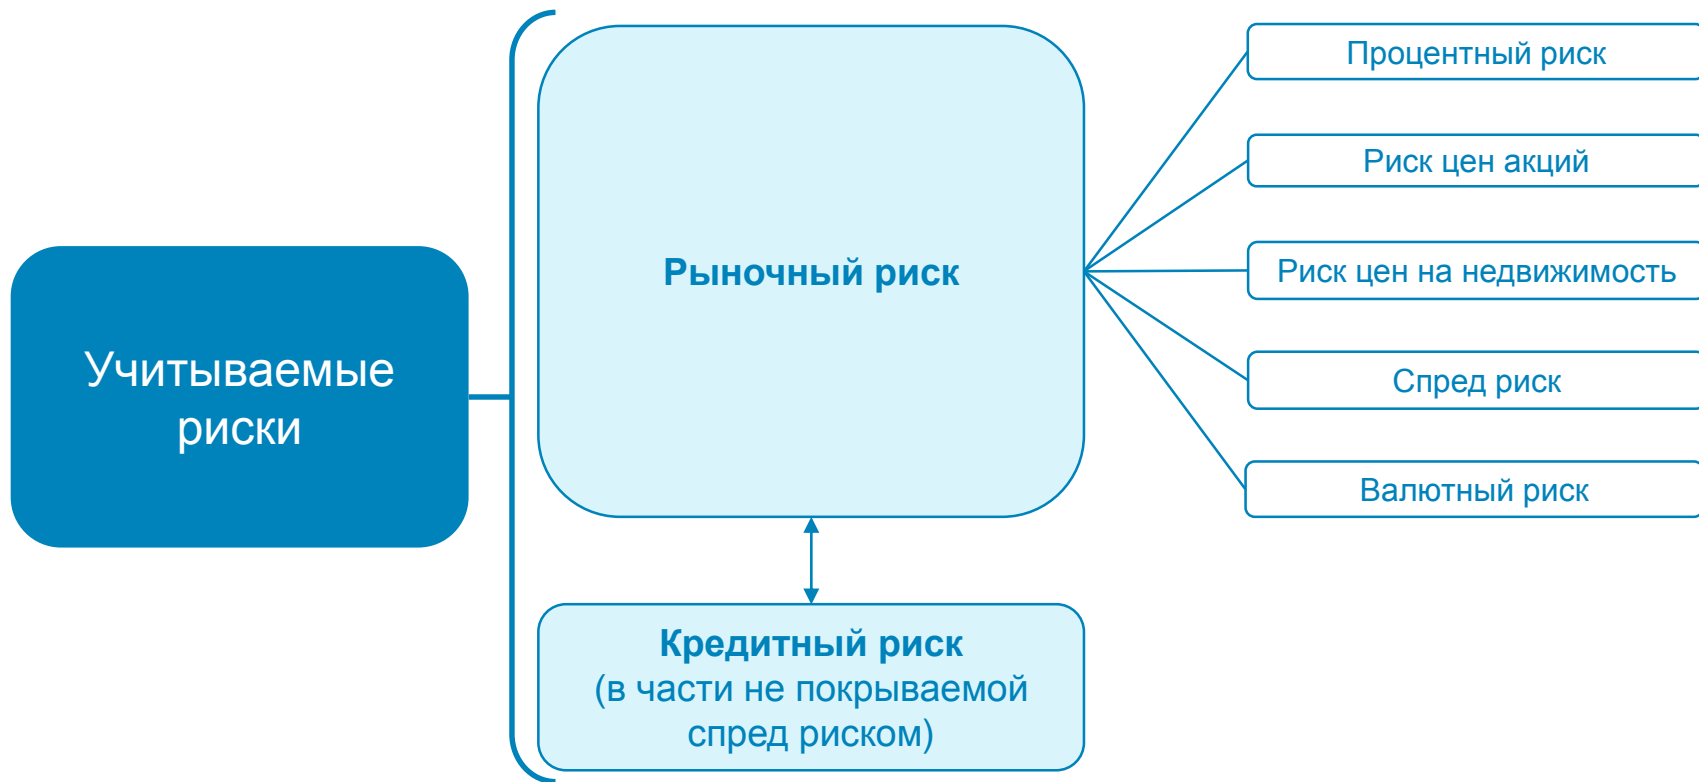 Учитываемые
риски
Рыночный риск
Кредитный риск
(в части не покрываемой
спред риском)
Процентный риск
Риск цен акций
Риск цен на недвижимость
Спред риск
Валютный риск